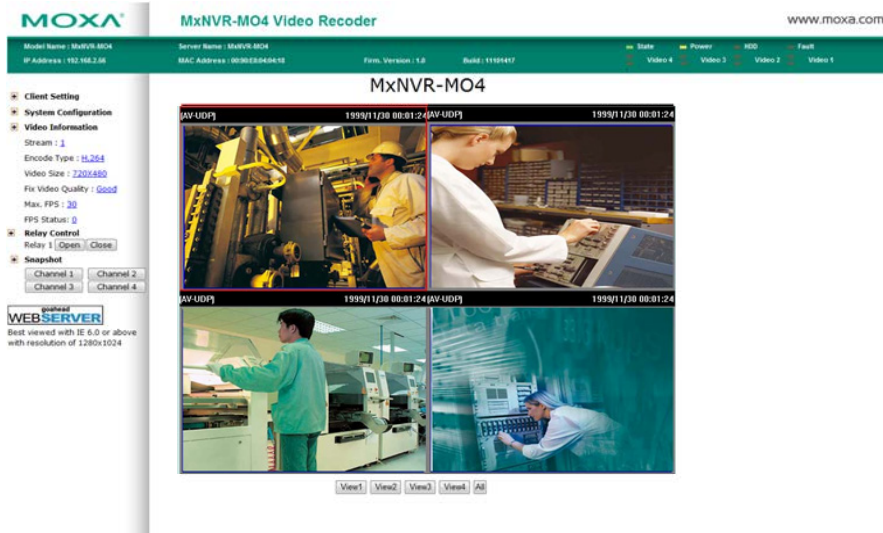 MOXA
MxNVR-MO4 Video Recoder
www.moxa.com
Model Name : MxNVR-MO4
Server Name : MxNVR-MO4
State
Power
HDD
Fault
IP Address : 192.168.2.66
MAC Address : 00:90:E8:04:04:18
Firm. Version : 1.0
Build : 11101417
Video 4
Video 3
Video 2
Video 1
MxNVR-MO4
Client Setting
System Configuration
Video Information
Stream : 1
Encode Type : H.264
Video Size : 720X480
Fix Video Quality : Good
Max. FPS : 30
FPS Status: 0
Relay Control
Relay 1 Open Close
Snapshot
Channel 1 Channel 2
Channel 3 Channel 4
goahead
WEBSERVER
Best viewed with IE 6.0 or above
with resolution of 1280x1024
[AV-UDP] 1999/11/30 00:01:24
[AV-UDP] 1999/11/30 00:01:24
[AV-UDP] 1999/11/30 00:01:24
[AV-UDP] 1999/11/30 00:01:24
View1 View2 View3 View4 All